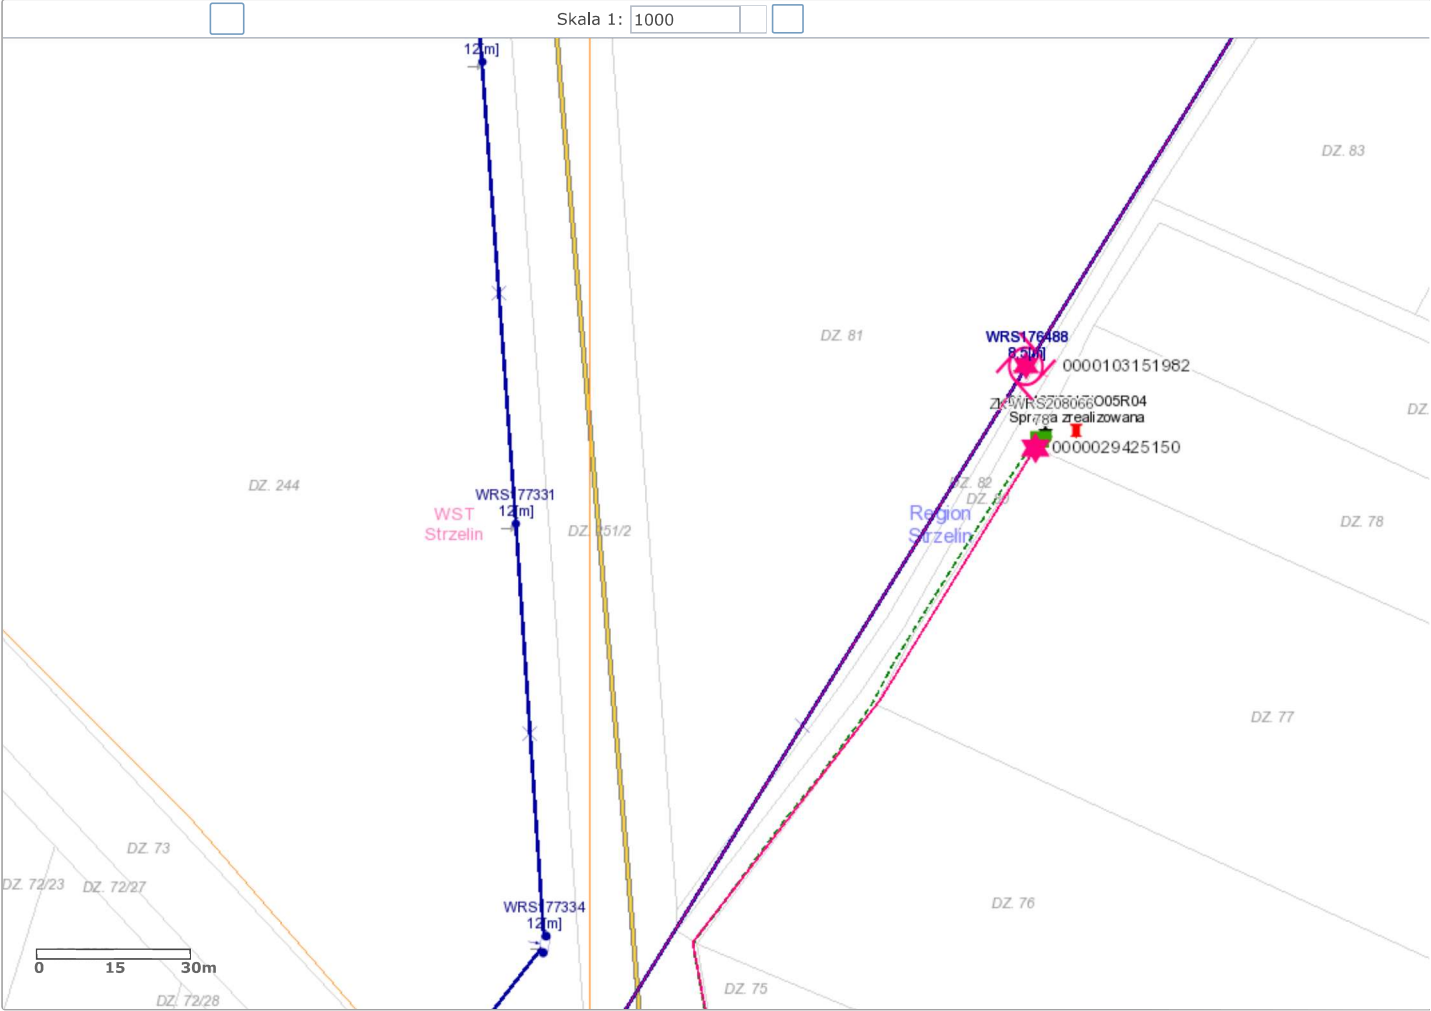 Skala 1: 1000
12[m]
DZ. 83
DZ. 81
WRS176488
8,5[m]
0000103151982
ZK-WRS208066
O05R04
DZ.
Sprawa zrealizowana
0000029425150
DZ. 244
DZ. 82
WRS177331
12[m]
WST
Strzelin
Region
Strzelin
DZ. 251/2
DZ. 78
DZ. 77
DZ. 73
DZ. 72/23
DZ. 72/27
DZ. 76
WRS177334
12[m]
0 15 30m
DZ. 75
DZ. 72/28